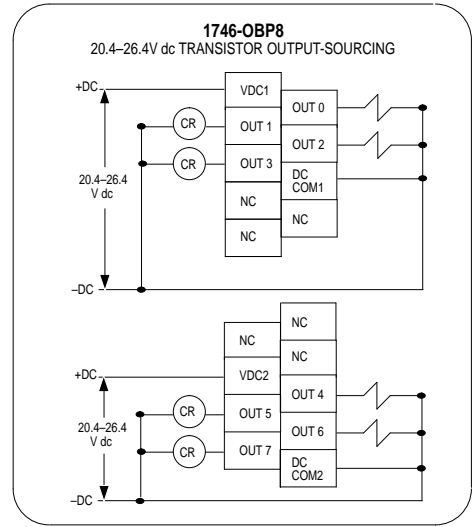 1746-OBP8
20.4–26.4V dc TRANSISTOR OUTPUT-SOURCING
+DC
VDC1
OUT 0
CR
OUT 1
OUT 2
CR
OUT 3
DC
COM1
20.4–26.4
V dc
NC
NC
NC
–DC
NC
NC
NC
+DC
VDC2
OUT 4
CR
OUT 5
20.4–26.4
V dc
OUT 6
CR
OUT 7
DC
COM2
–DC